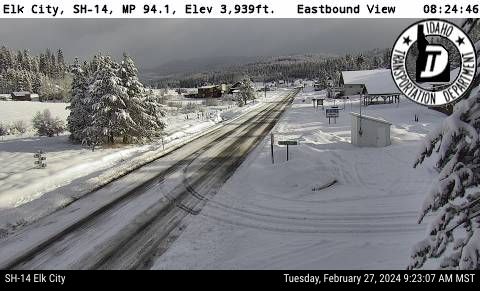 Elk City, SH-14, MP 94.1, Elev 3,939ft. Eastbound View 08:24:46
IDAHO
TRANSPORTATION DEPARTMENT
SH-14 Elk City
Tuesday, February 27, 2024 9:23:07 AM MST